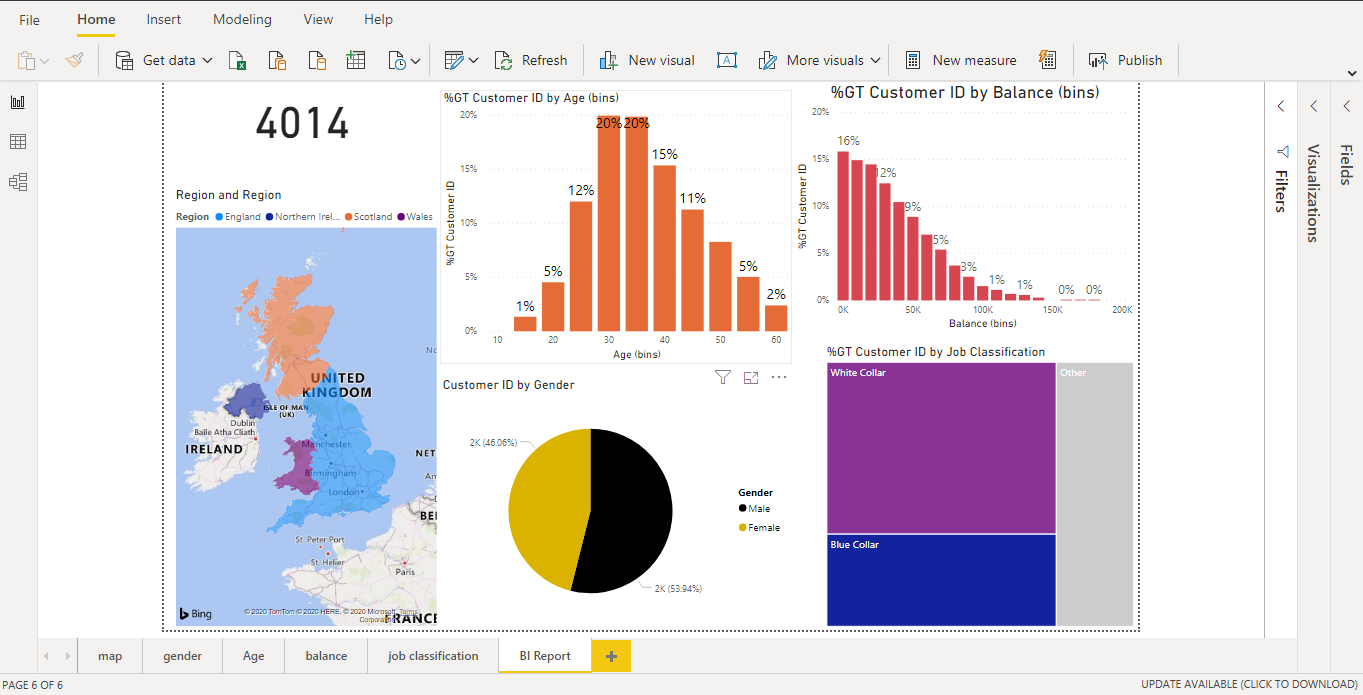 File Home Insert Modeling View Help
Get data Refresh New visual A More visuals New measure Publish
4014
Region and Region
Region England Northern Irel... Scotland Wales
UNITED
KINGDOM
ISLE OF MAN
(UK)
Dublin
Baile Atha Cliath
IRELAND
Manchester
Birmingham
London
NET
BE
St. Peter Port
St. Helier
Paris
FRANCE
Bing
© 2020 TomTom © 2020 HERE, © 2020 Microsoft Corporation Terms
%GT Customer ID by Age (bins)
%GT Customer ID
20%
15%
10%
5%
0%
1% 5% 12% 20% 20% 15% 11% 5% 2%
10 20 30 40 50 60
Age (bins)
Customer ID by Gender
2K (46.06%)
2K (53.94%)
Gender
Male
Female
%GT Customer ID by Balance (bins)
%GT Customer ID
20%
15%
10%
5%
0%
16% 12% 9% 5% 3% 1% 1% 0% 0%
0K 50K 100K 150K 200K
Balance (bins)
%GT Customer ID by Job Classification
White Collar
Blue Collar
Other
Filters
Visualizations
Fields
map gender Age balance job classification BI Report +
PAGE 6 OF 6
UPDATE AVAILABLE (CLICK TO DOWNLOAD)